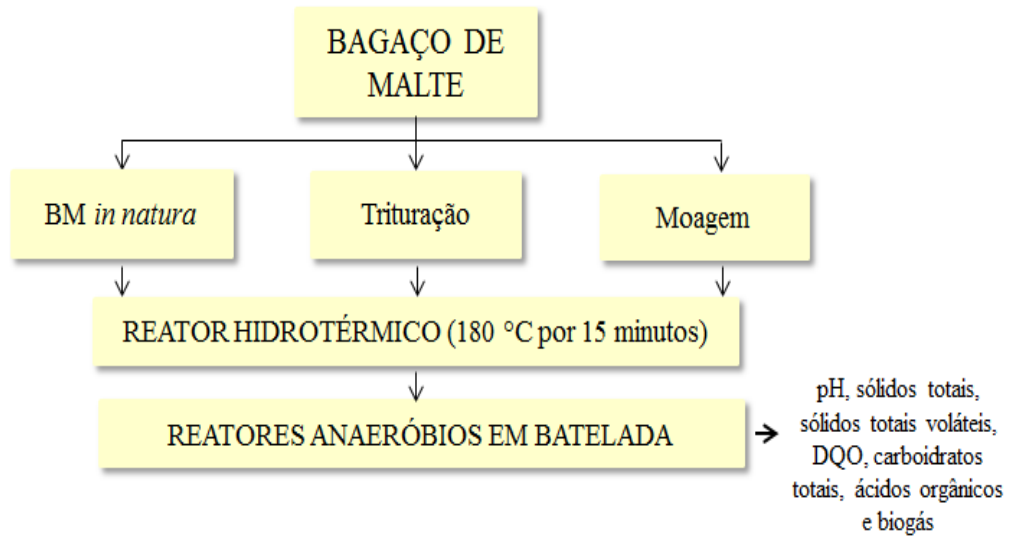 BAGAÇO DE
MALTE
BM in natura
Trituração
Moagem
REATOR HIDROTÉRMICO (180 °C por 15 minutos)
REATORES ANAERÓBIOS EM BATELADA
pH, sólidos totais,
sólidos totais voláteis,
DQO, carboidratos
totais, ácidos orgânicos
e biogás